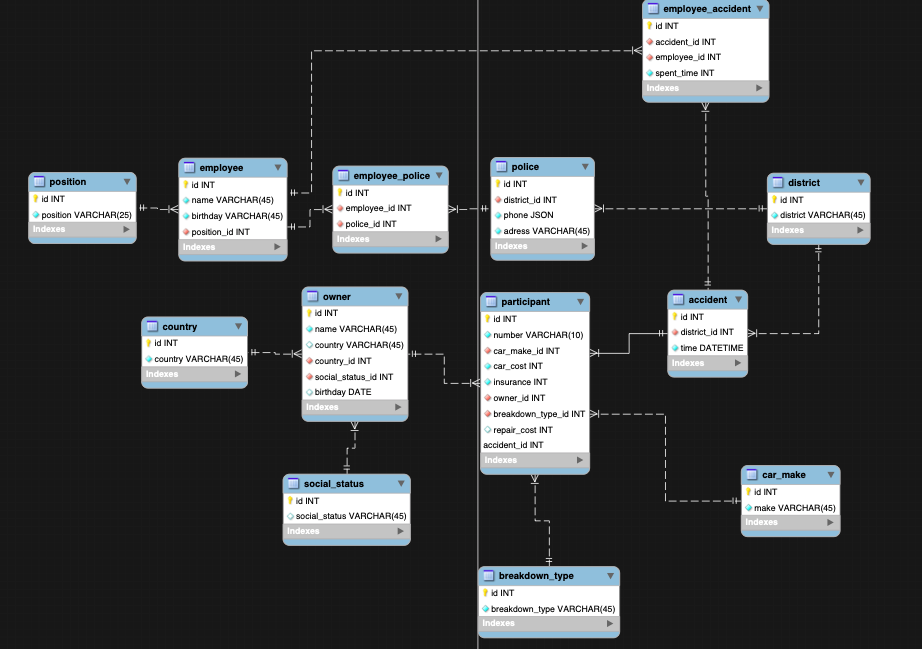 employee_accident
id INT
accident_id INT
employee_id INT
spent_time INT
Indexes
position
id INT
position VARCHAR(25)
Indexes
employee
id INT
name VARCHAR(45)
birthday VARCHAR(45)
position_id INT
Indexes
employee_police
id INT
employee_id INT
police_id INT
Indexes
police
id INT
district_id INT
phone JSON
adress VARCHAR(45)
Indexes
district
id INT
district VARCHAR(45)
Indexes
country
id INT
country VARCHAR(45)
Indexes
owner
id INT
name VARCHAR(45)
country VARCHAR(45)
country_id INT
social_status_id INT
birthday DATE
Indexes
participant
id INT
number VARCHAR(10)
car_make_id INT
car_cost INT
insurance INT
owner_id INT
breakdown_type_id INT
repair_cost INT
accident_id INT
Indexes
accident
id INT
district_id INT
time DATETIME
Indexes
social_status
id INT
social_status VARCHAR(45)
Indexes
car_make
id INT
make VARCHAR(45)
Indexes
breakdown_type
id INT
breakdown_type VARCHAR(45)
Indexes